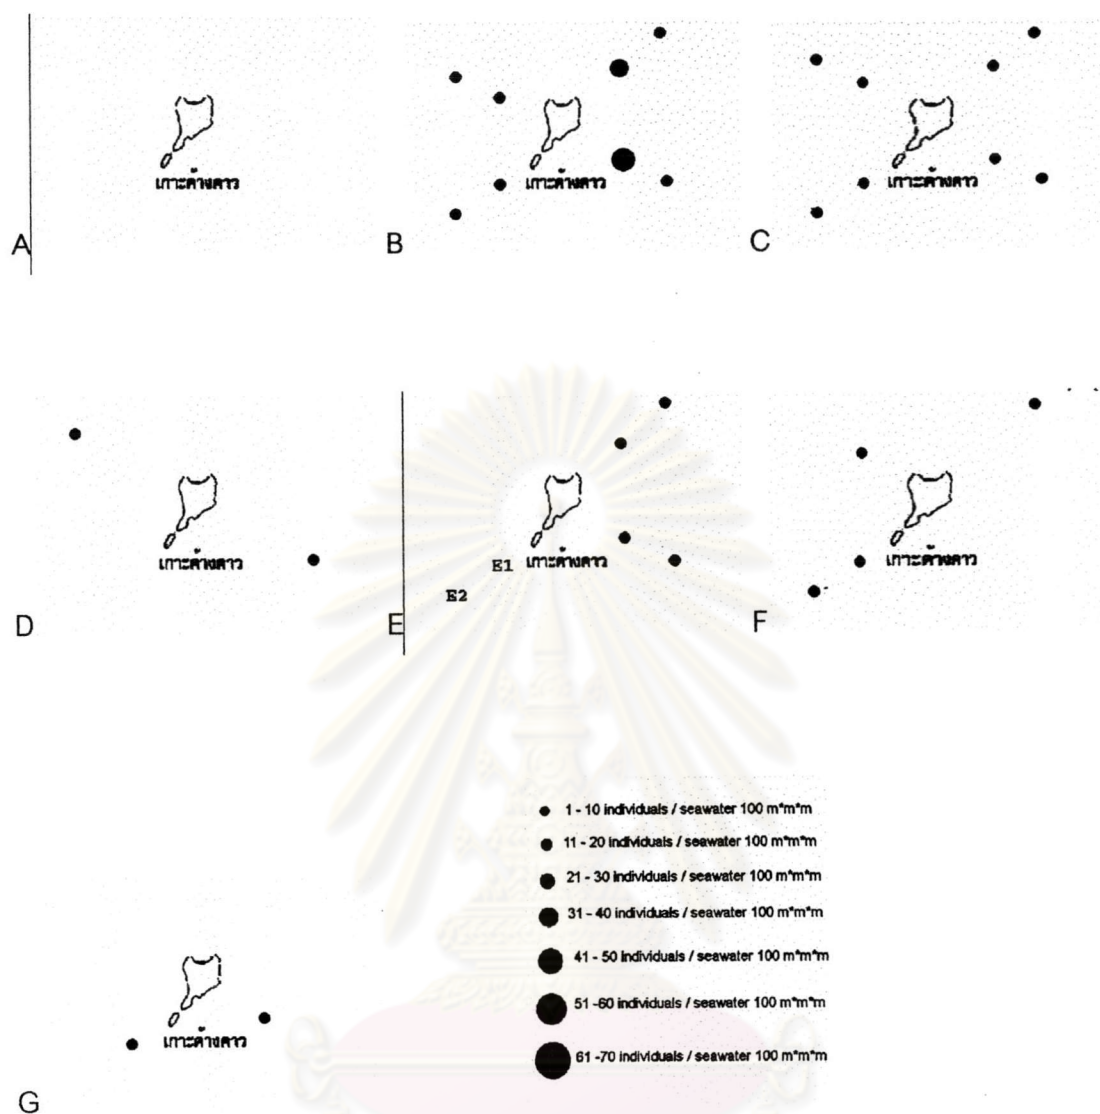 เกาะค้างคาว
เกาะค้างคาว
เกาะค้างคาว
A
B
C
เกาะค้างคาว
E1 เกาะค้างคาว
เกาะค้างคาว
E2
D
E
F
1 - 10 individuals / seawater 100 m*m*m
11 - 20 individuals / seawater 100 m*m*m
21 - 30 individuals / seawater 100 m*m*m
31 - 40 individuals / seawater 100 m*m*m
41 - 50 individuals / seawater 100 m*m*m
51 -60 individuals / seawater 100 m*m*m
61 -70 individuals / seawater 100 m*m*m
เกาะค้างคาว
G